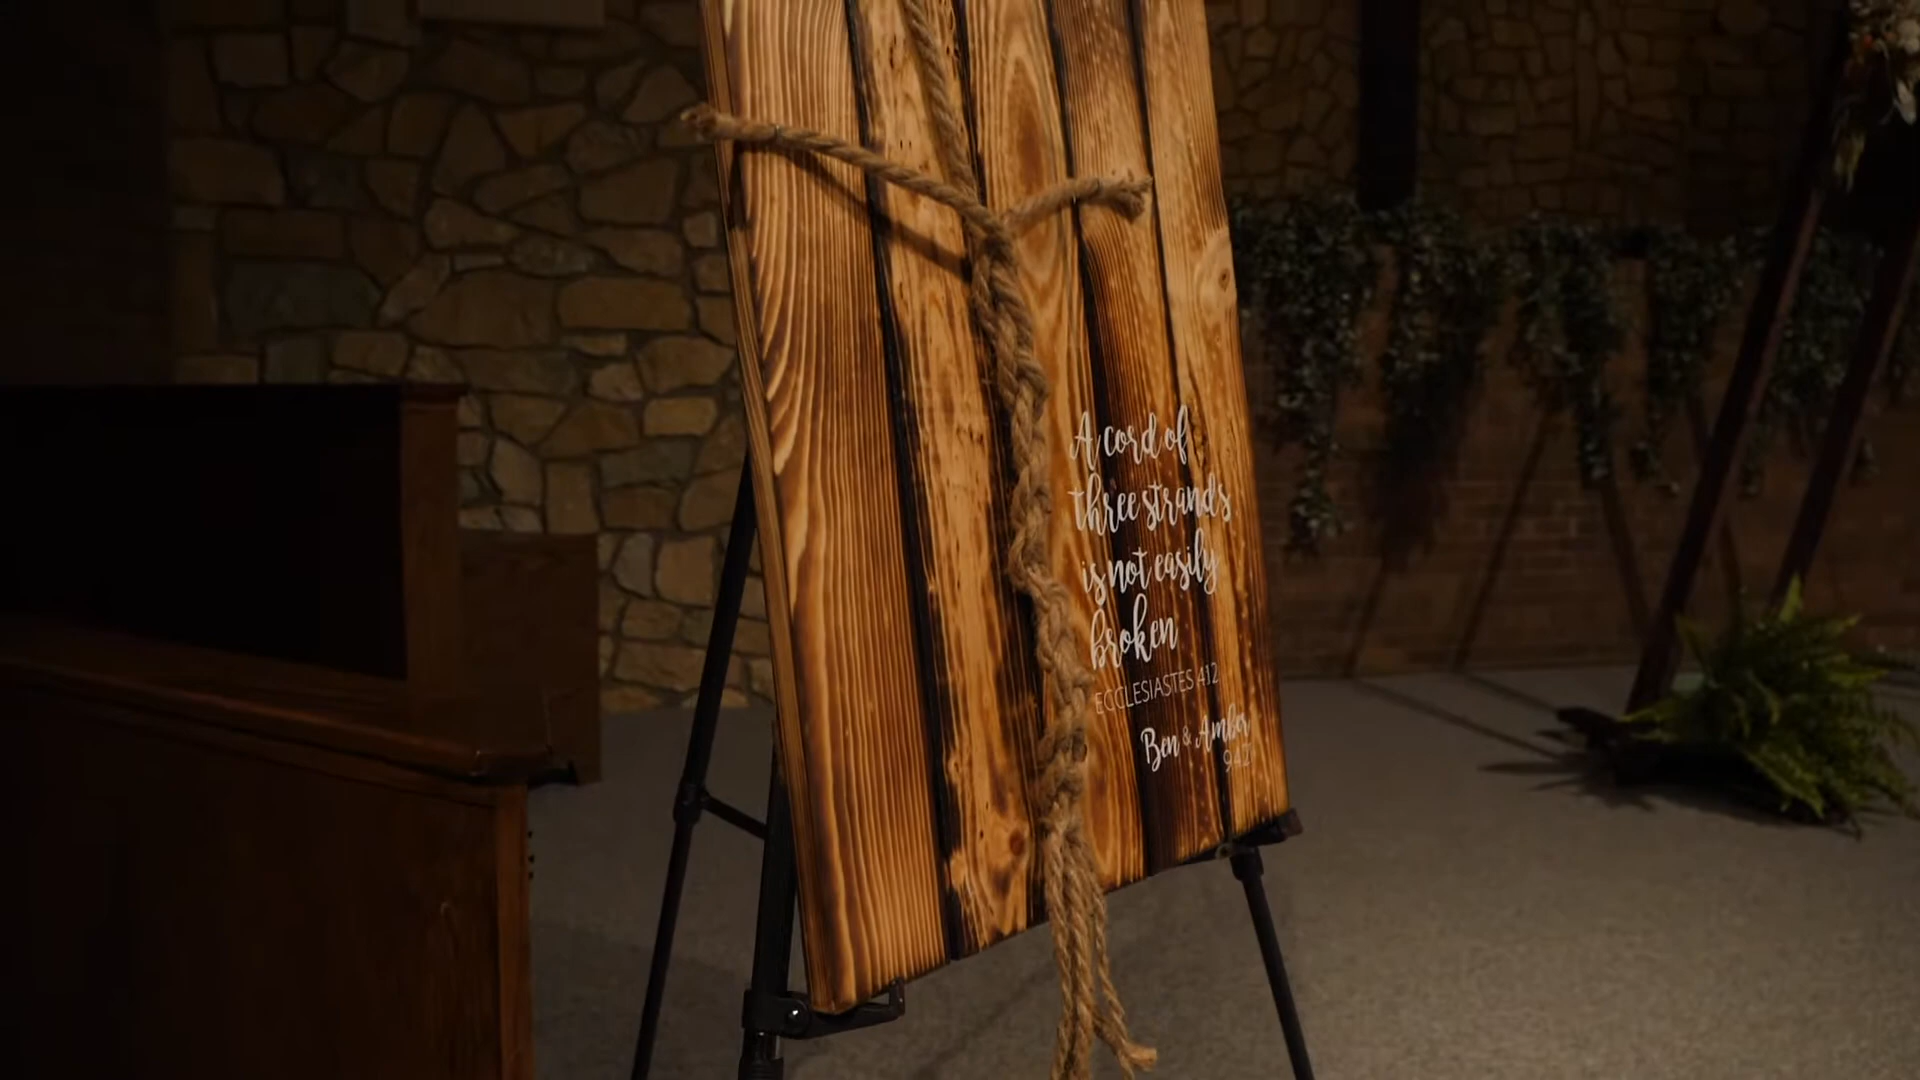 A cord of
three strands
is not easily
broken
ECCLESIASTES 4:12
Ben & Amber